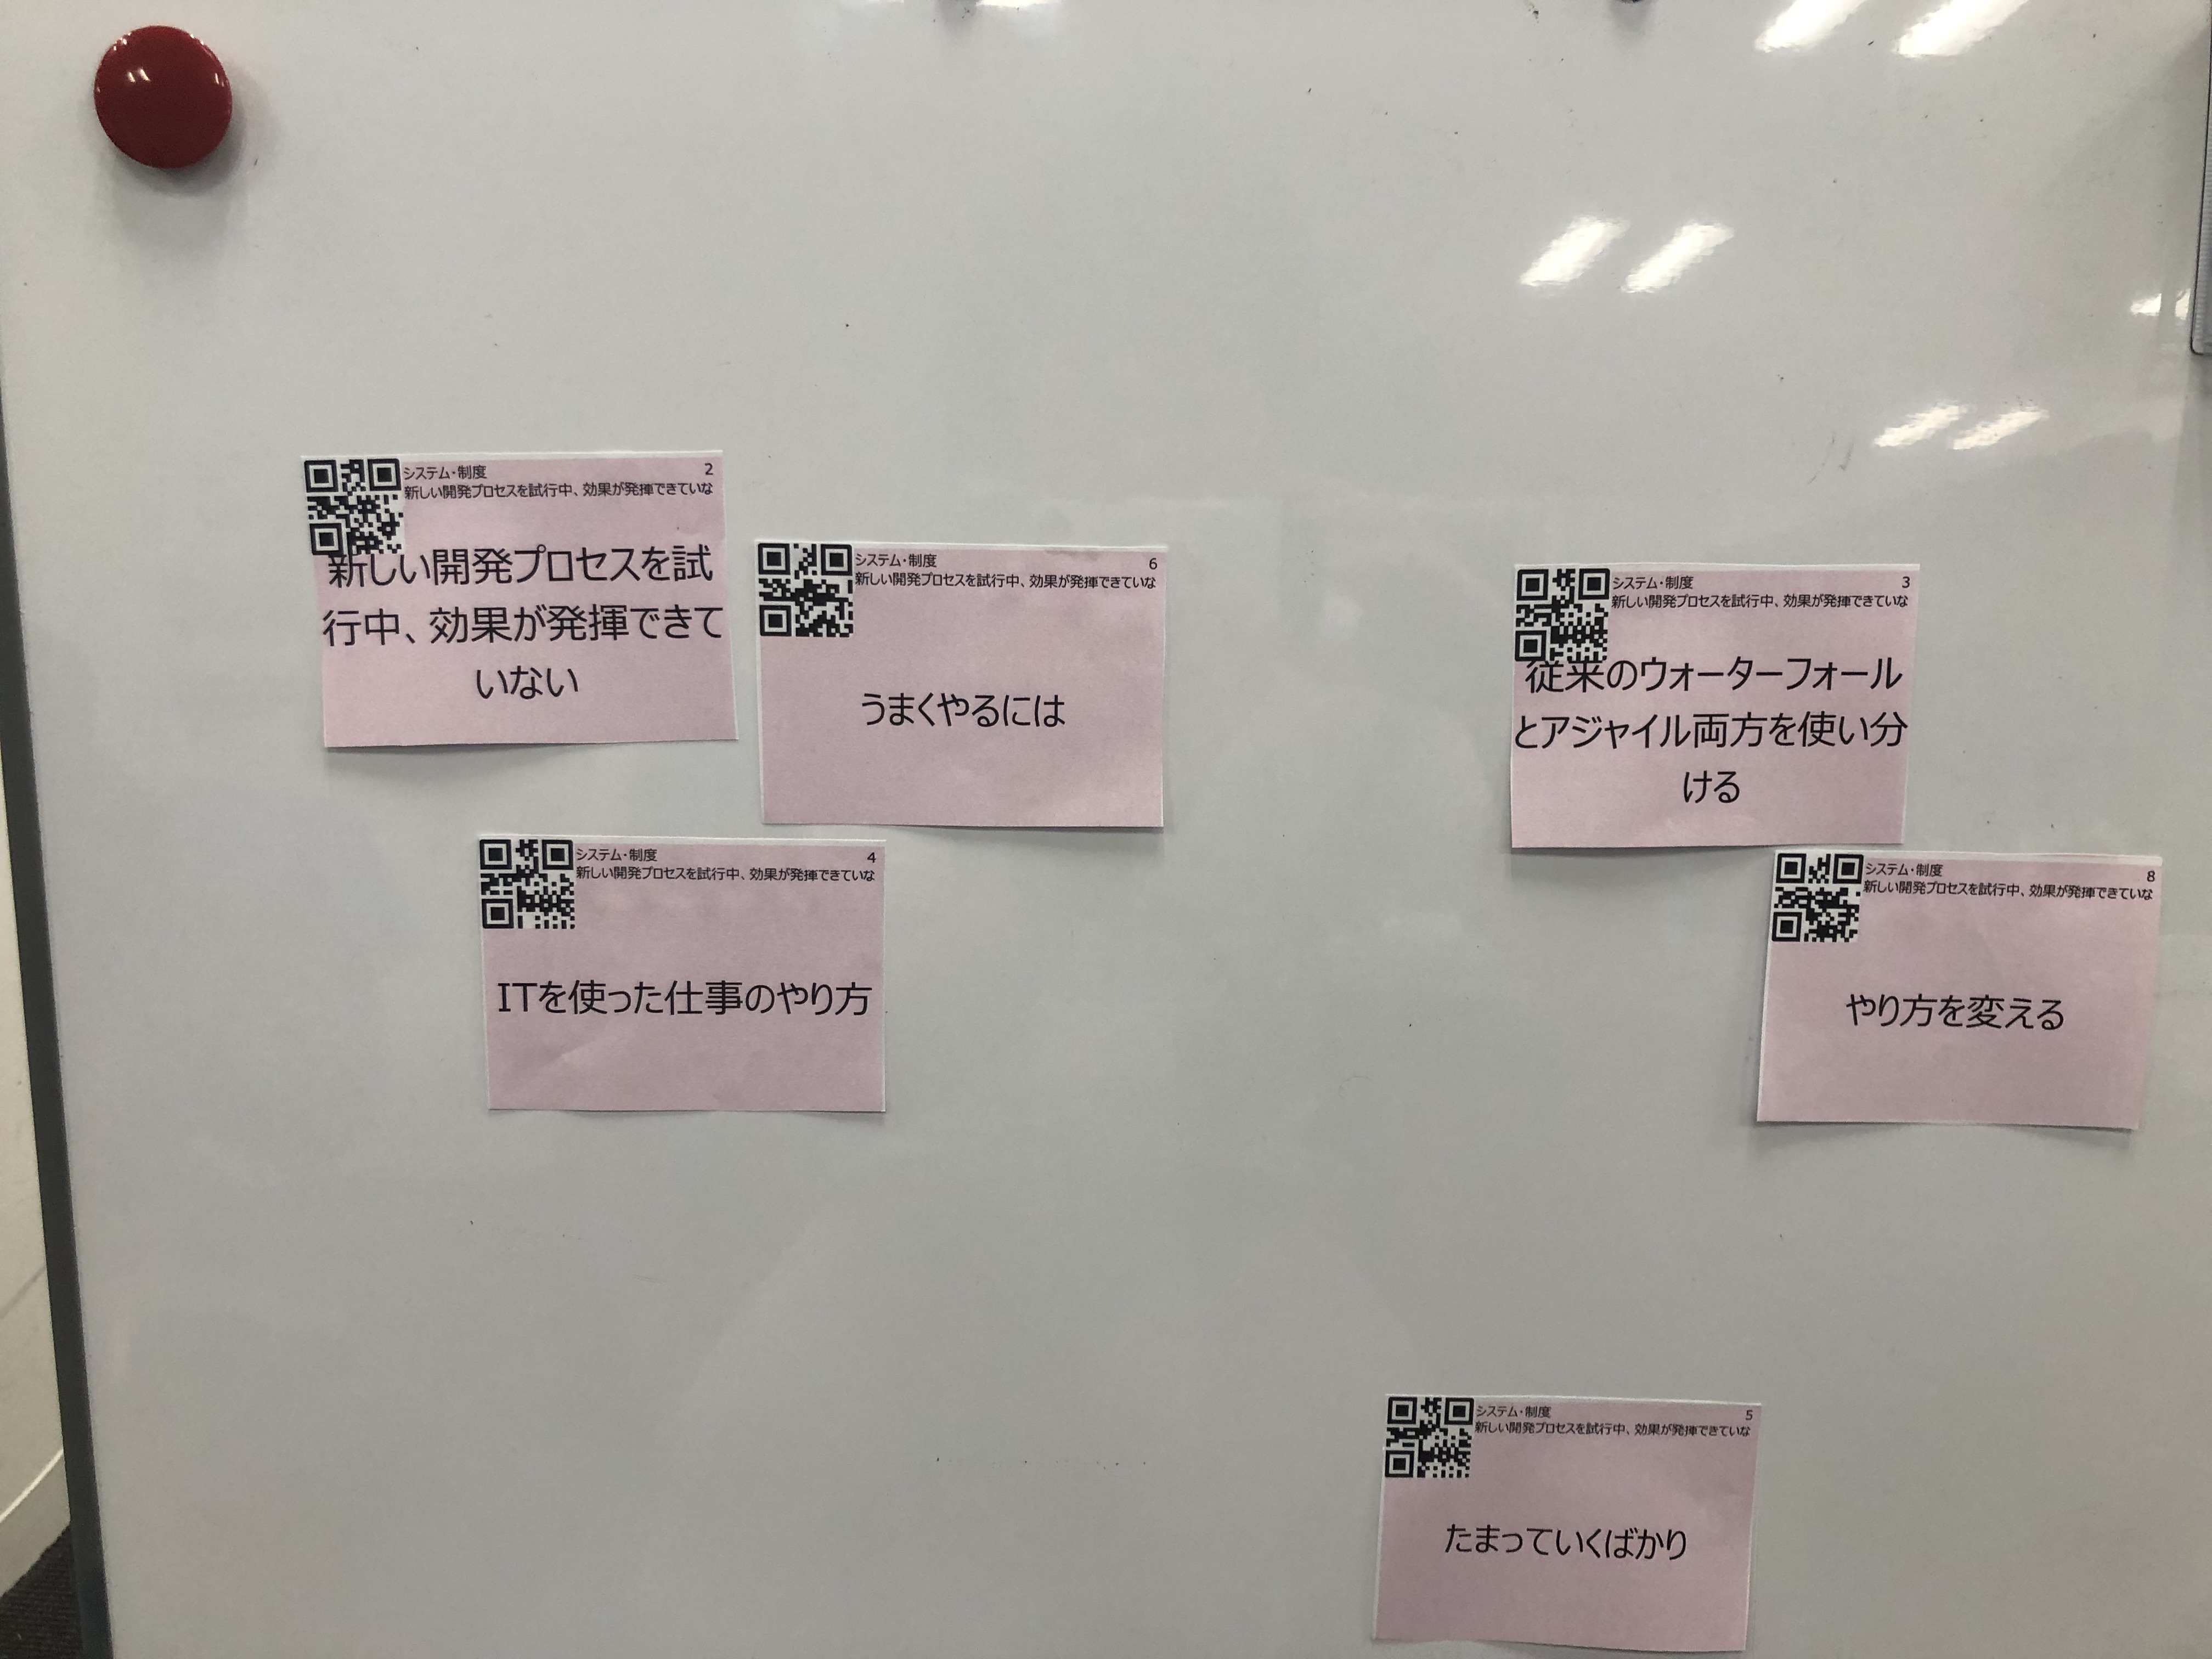 システム・制度 2
新しい開発プロセスを試行中、効果が発揮できていな
新しい開発プロセスを試
行中、効果が発揮できて
いない
システム・制度 6
新しい開発プロセスを試行中、効果が発揮できていな
うまくやるには
システム・制度 4
新しい開発プロセスを試行中、効果が発揮できていな
ITを使った仕事のやり方
システム・制度 3
新しい開発プロセスを試行中、効果が発揮できていな
従来のウォーターフォール
とアジャイル両方を使い分
ける
システム・制度 8
新しい開発プロセスを試行中、効果が発揮できていな
やり方を変える
システム・制度 5
新しい開発プロセスを試行中、効果が発揮できていな
たまっていくばかり